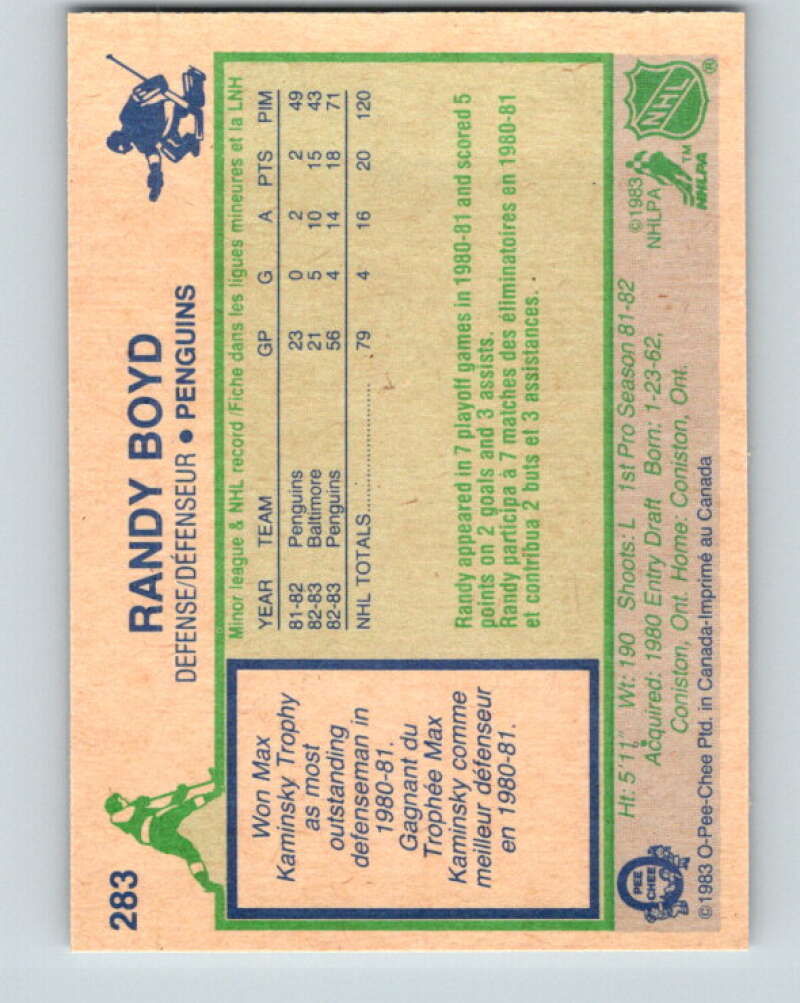 283
RANDY BOYD
DEFENSE/DÉFENSEUR • PENGUINS
Won Max
Kaminsky Trophy
as most
outstanding
defenseman in
1980-81.
Gagnant du
Trophée Max
Kaminsky comme
meilleur défenseur
en 1980-81.
Minor league & NHL record/Fiche dans les ligues mineures et la LNH
YEAR TEAM GP G A PTS PIM
81-82 Penguins 23 0 2 2 49
82-83 Baltimore 21 5 10 15 43
82-83 Penguins 56 4 14 18 71
NHL TOTALS.................... 79 4 16 20 120
Randy appeared in 7 playoff games in 1980-81 and scored 5
points on 2 goals and 3 assists.
Randy participa à 7 matches des éliminatoires en 1980-81
et contribua 2 buts et 3 assistances.
Ht: 5'11" Wt: 190 Shoots: L 1st Pro Season 81-82
Acquired: 1980 Entry Draft Born: 1-23-62,
Coniston, Ont. Home: Coniston, Ont.
©1983
NHLPA
NHLPA
TM
NHL
®
O
PEE
CHEE
©1983 O-Pee-Chee Ptd. in Canada-Imprimé au Canada